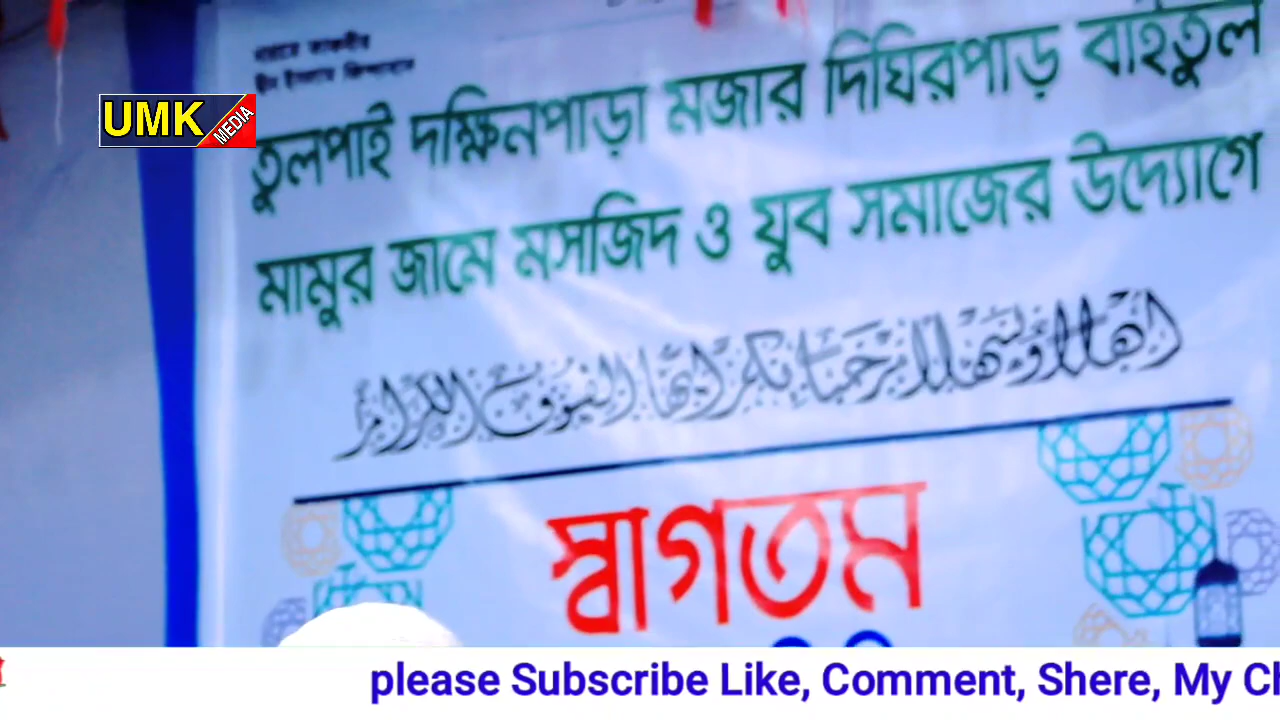 নারায়ে তাকবীর
UMK
MEDIA
তুলপাই দক্ষিনপাড়া মজার দিঘিরপাড় বাইতুল
মামুর জামে মসজিদ ও যুব সমাজের উদ্যোগে
স্বাগতম
please Subscribe Like, Comment, Shere, My Ch